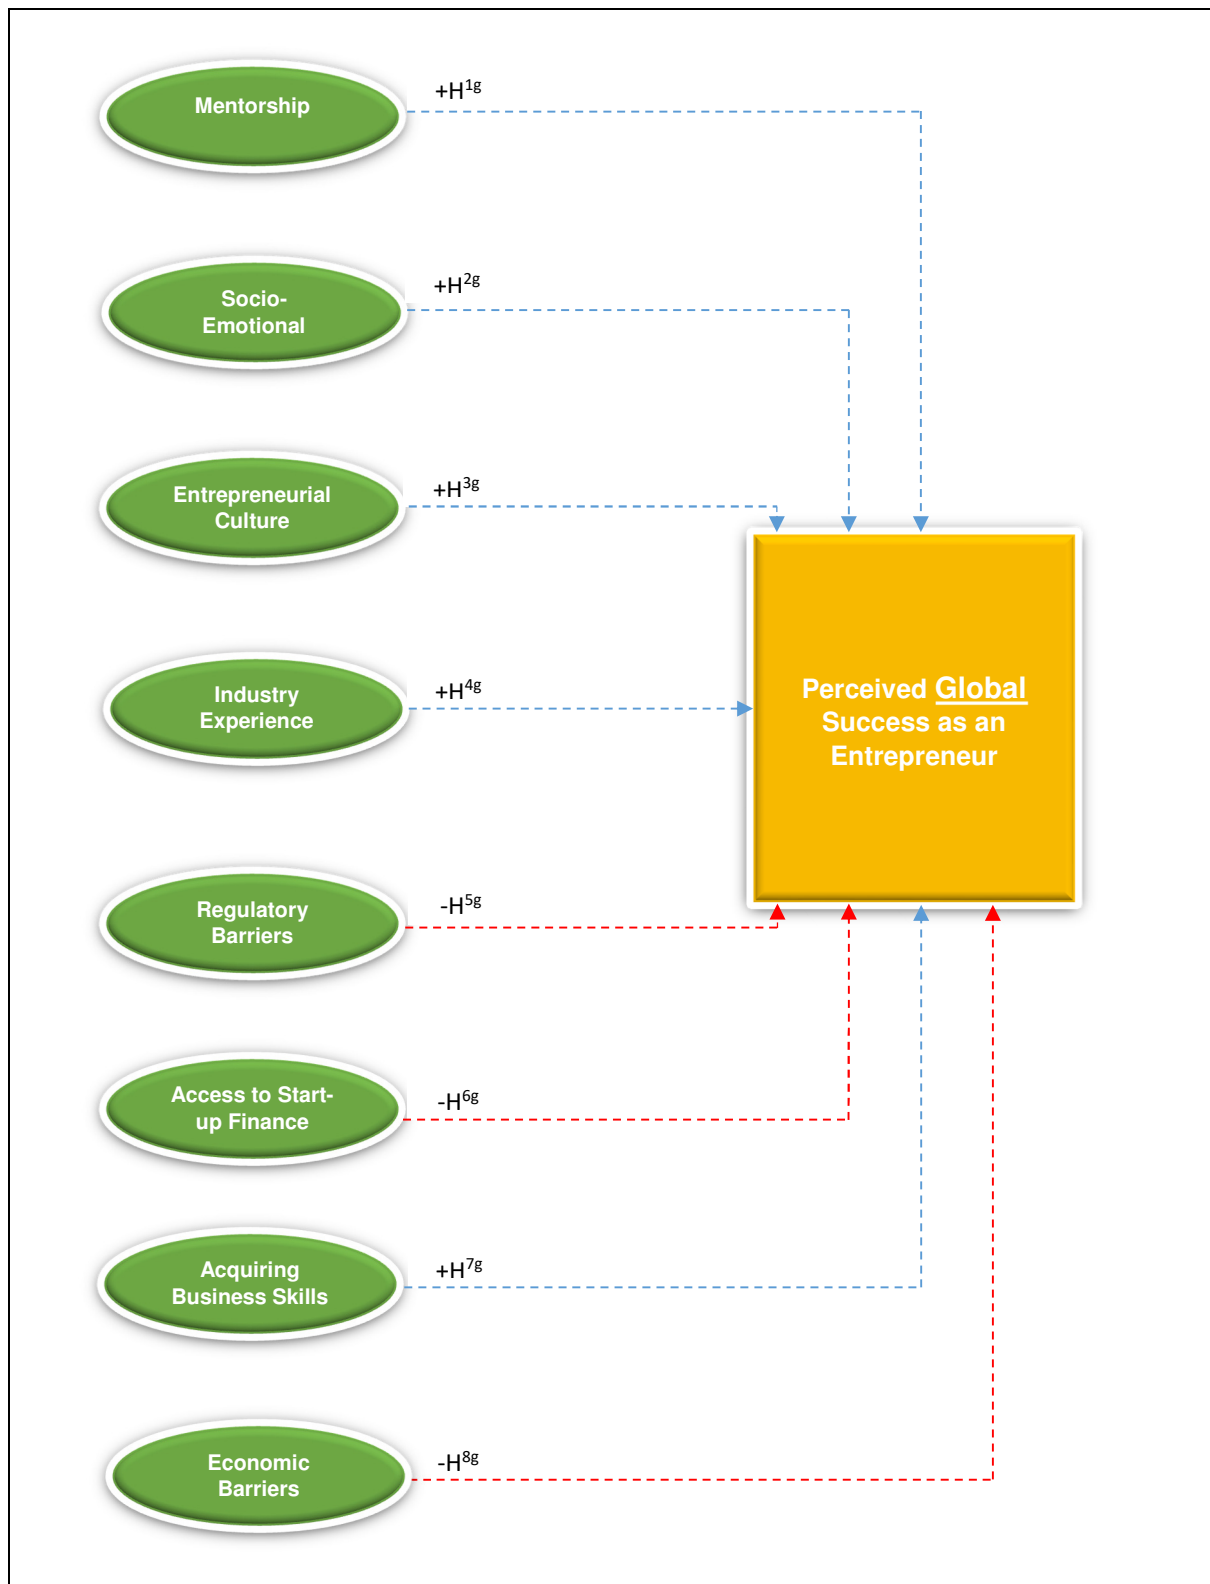 Mentorship
+H1g
Socio-
Emotional
+H2g
Entrepreneurial
Culture
+H3g
Industry
Experience
+H4g
Perceived Global
Success as an
Entrepreneur
Regulatory
Barriers
-H5g
Access to Start-
up Finance
-H6g
Acquiring
Business Skills
+H7g
Economic
Barriers
-H8g